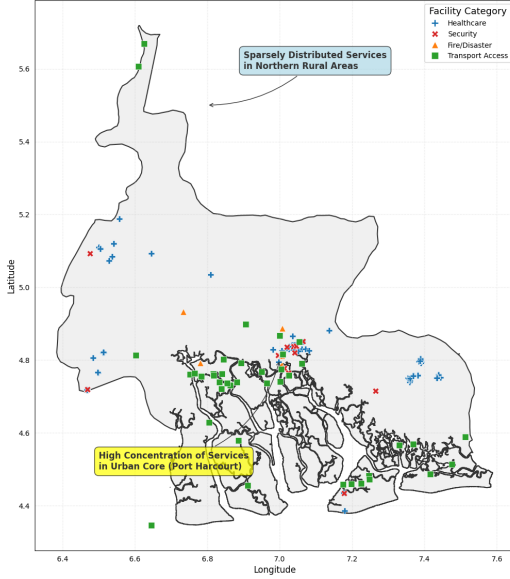 Facility Category
Healthcare
Security
Fire/Disaster
Transport Access
Sparsely Distributed Services
in Northern Rural Areas
High Concentration of Services
in Urban Core (Port Harcourt)
Latitude
5.6
5.4
5.2
5.0
4.8
4.6
4.4
6.4 6.6 6.8 7.0 7.2 7.4 7.6
Longitude